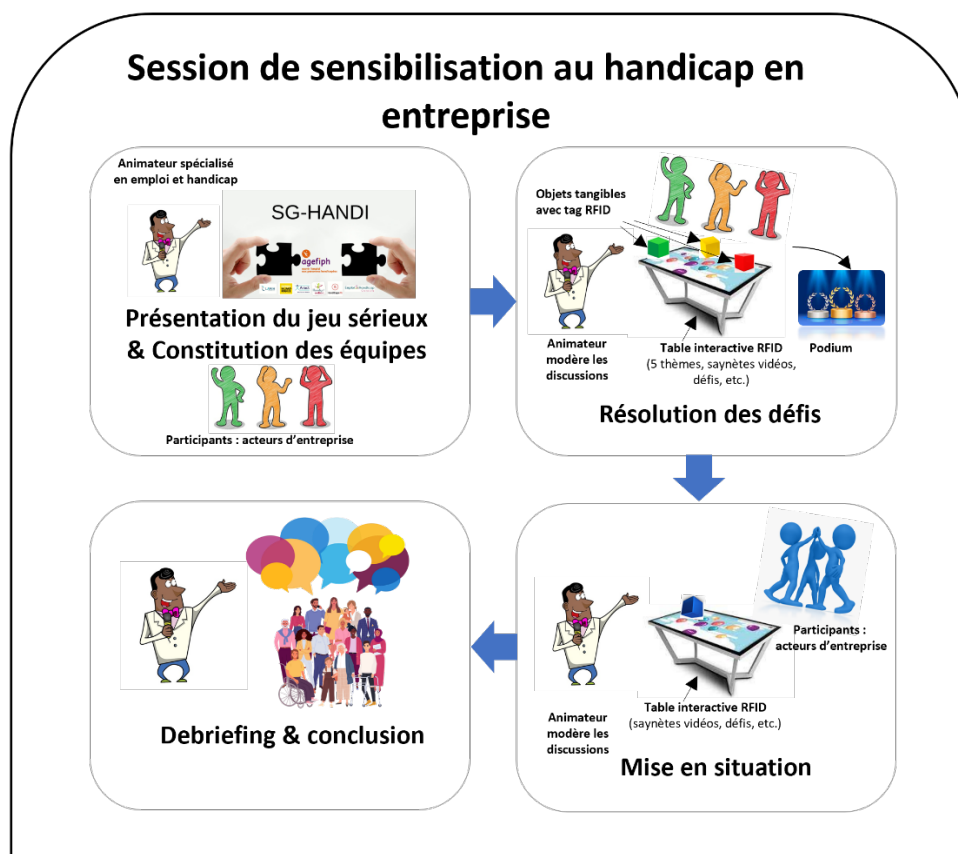 Session de sensibilisation au handicap en
entreprise
Animateur spécialisé
en emploi et handicap
SG-HANDI
agefiph
Présentation du jeu sérieux
& Constitution des équipes
Participants : acteurs d'entreprise
Objets tangibles
avec tag RFID
Animateur
modère les
discussions
Table interactive RFID
(5 thèmes, saynètes vidéos,
défis, etc.)
Podium
Résolution des défis
Debriefing & conclusion
Participants :
acteurs d'entreprise
Animateur
modère les
discussions
Table interactive RFID
(saynètes vidéos, défis, etc.)
Mise en situation